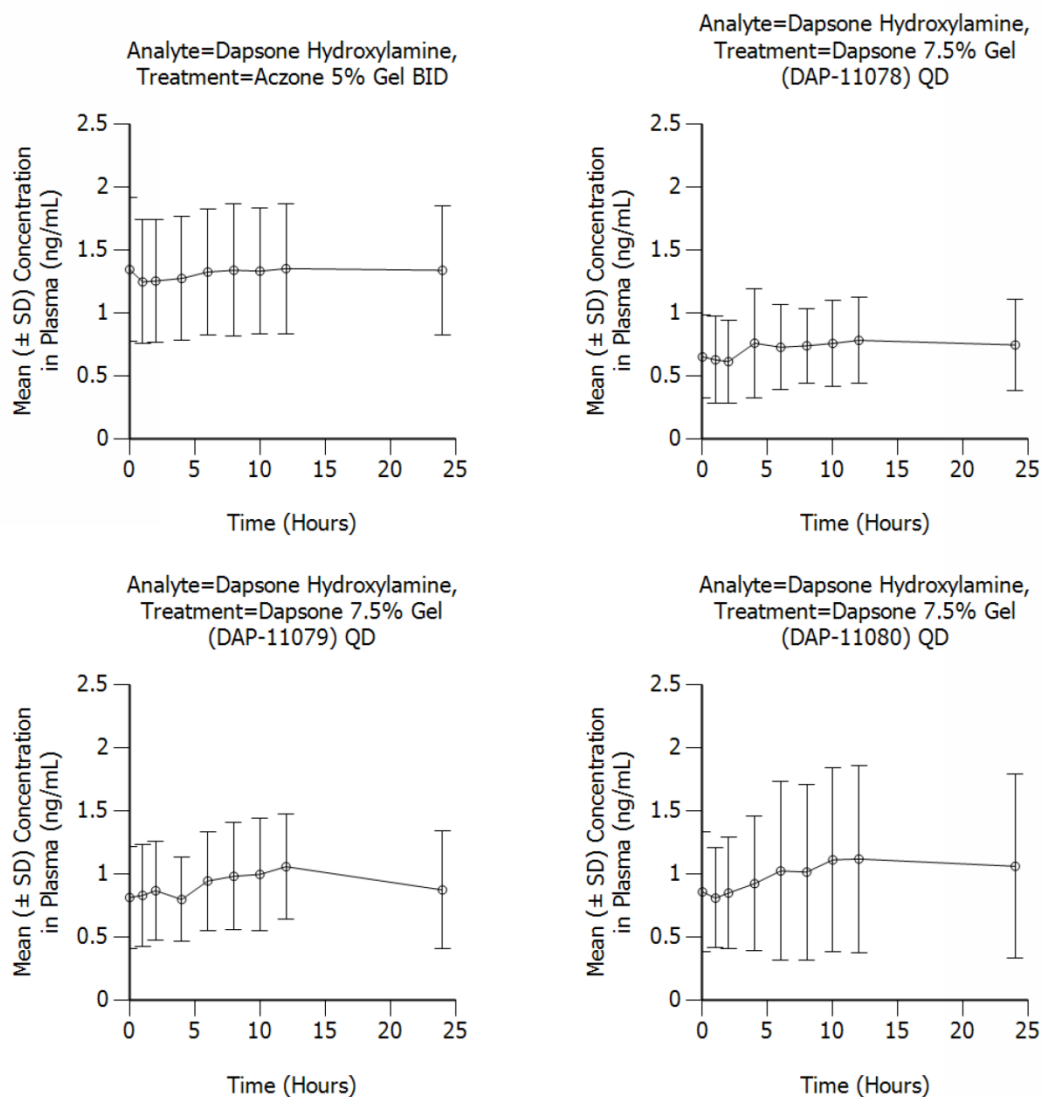 Analyte=Dapsone Hydroxylamine,
Treatment=Aczone 5% Gel BID
Mean (± SD) Concentration
in Plasma (ng/mL)
2.5
2
1.5
1
0.5
0
0 5 10 15 20 25
Time (Hours)
Analyte=Dapsone Hydroxylamine,
Treatment=Dapsone 7.5% Gel
(DAP-11078) QD
Mean (± SD) Concentration
in Plasma (ng/mL)
2.5
2
1.5
1
0.5
0
0 5 10 15 20 25
Time (Hours)
Analyte=Dapsone Hydroxylamine,
Treatment=Dapsone 7.5% Gel
(DAP-11079) QD
Mean (± SD) Concentration
in Plasma (ng/mL)
2.5
2
1.5
1
0.5
0
0 5 10 15 20 25
Time (Hours)
Analyte=Dapsone Hydroxylamine,
Treatment=Dapsone 7.5% Gel
(DAP-11080) QD
Mean (± SD) Concentration
in Plasma (ng/mL)
2.5
2
1.5
1
0.5
0
0 5 10 15 20 25
Time (Hours)